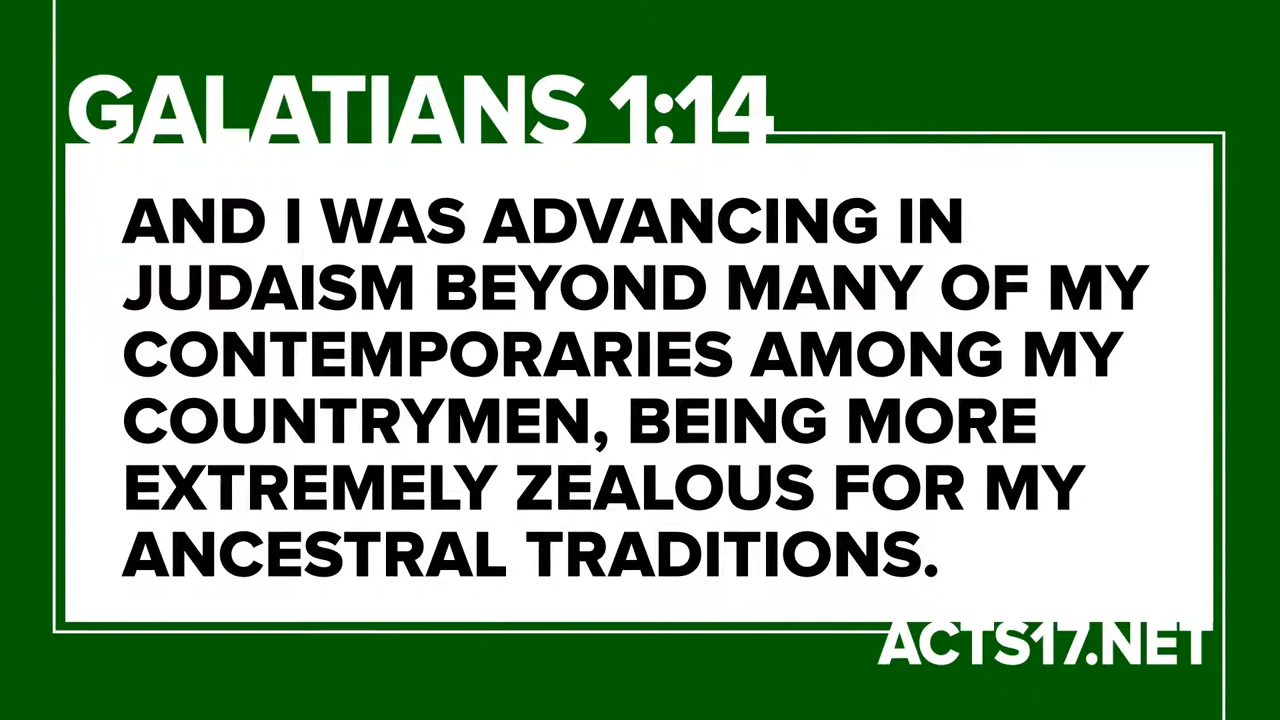 GALATIANS 1:14
AND I WAS ADVANCING IN
JUDAISM BEYOND MANY OF MY
CONTEMPORARIES AMONG MY
COUNTRYMEN, BEING MORE
EXTREMELY ZEALOUS FOR MY
ANCESTRAL TRADITIONS.
ACTS17.NET